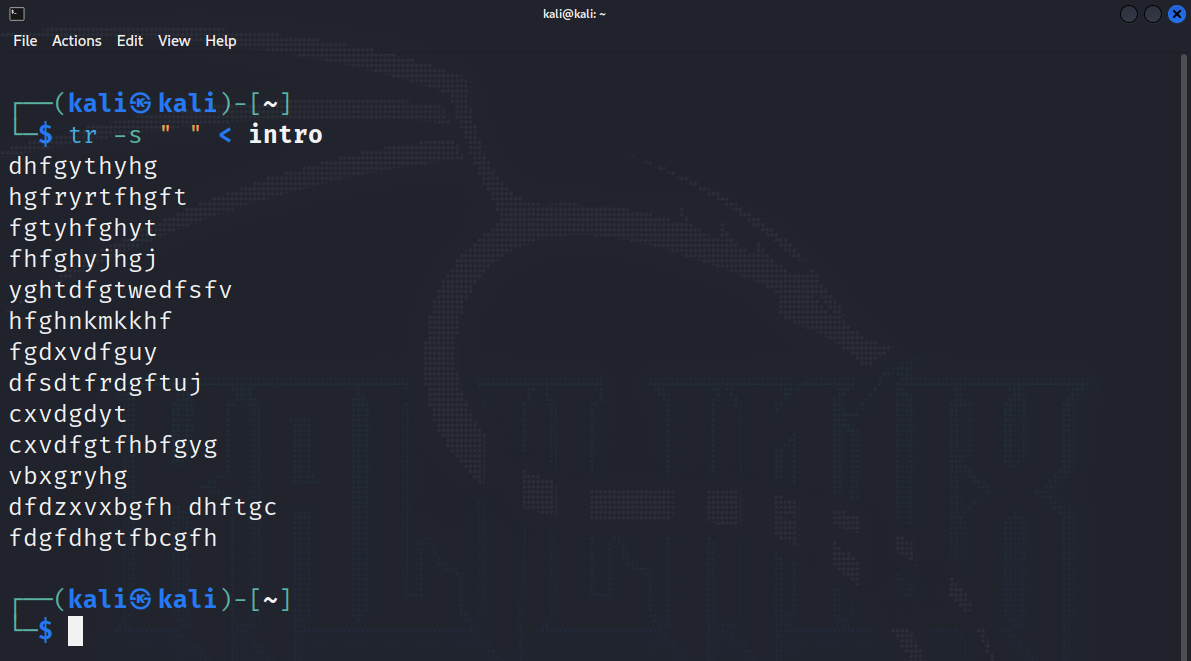 kali@kali: ~
File Actions Edit View Help
┌──(kali㉿kali)-[~]
└─$ tr -s " " < intro
dhfgythyhg
hgfryrtfhgft
fgtyhfghyt
fhfghyjhgj
yghtdfgtwedfsfv
hfghnkmkkhf
fgdxvdfguy
dfsdtfrdgftuj
cxvdgdyt
cxvdfgtfhbfgyg
vbxgryhg
dfdzxvxbgfh dhftgc
fdgfdhgtfbcgfh
┌──(kali㉿kali)-[~]
└─$